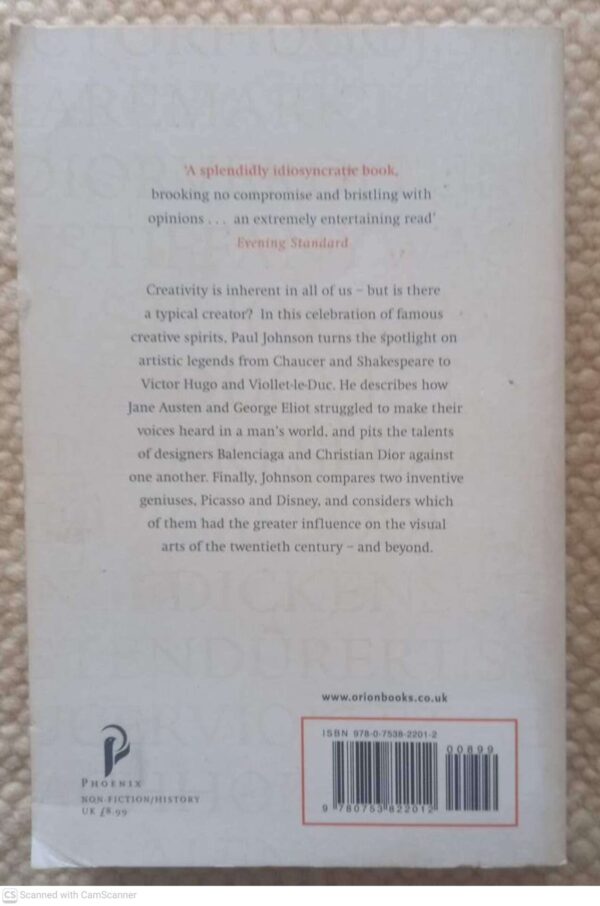 'A splendidly idiosyncratic book,
brooking no compromise and bristling with
opinions . . . an extremely entertaining read'
Evening Standard
Creativity is inherent in all of us – but is there
a typical creator? In this celebration of famous
creative spirits, Paul Johnson turns the spotlight on
artistic legends from Chaucer and Shakespeare to
Victor Hugo and Viollet-le-Duc. He describes how
Jane Austen and George Eliot struggled to make their
voices heard in a man's world, and pits the talents
of designers Balenciaga and Christian Dior against
one another. Finally, Johnson compares two inventive
geniuses, Picasso and Disney, and considers which
of them had the greater influence on the visual
arts of the twentieth century – and beyond.
DICKENS
www.orionbooks.co.uk
ISBN 978-0-7538-2201-2
00899
9 780753 822012
PHOENIX
NON-FICTION/HISTORY
UK £8.99
CS Scanned with CamScanner